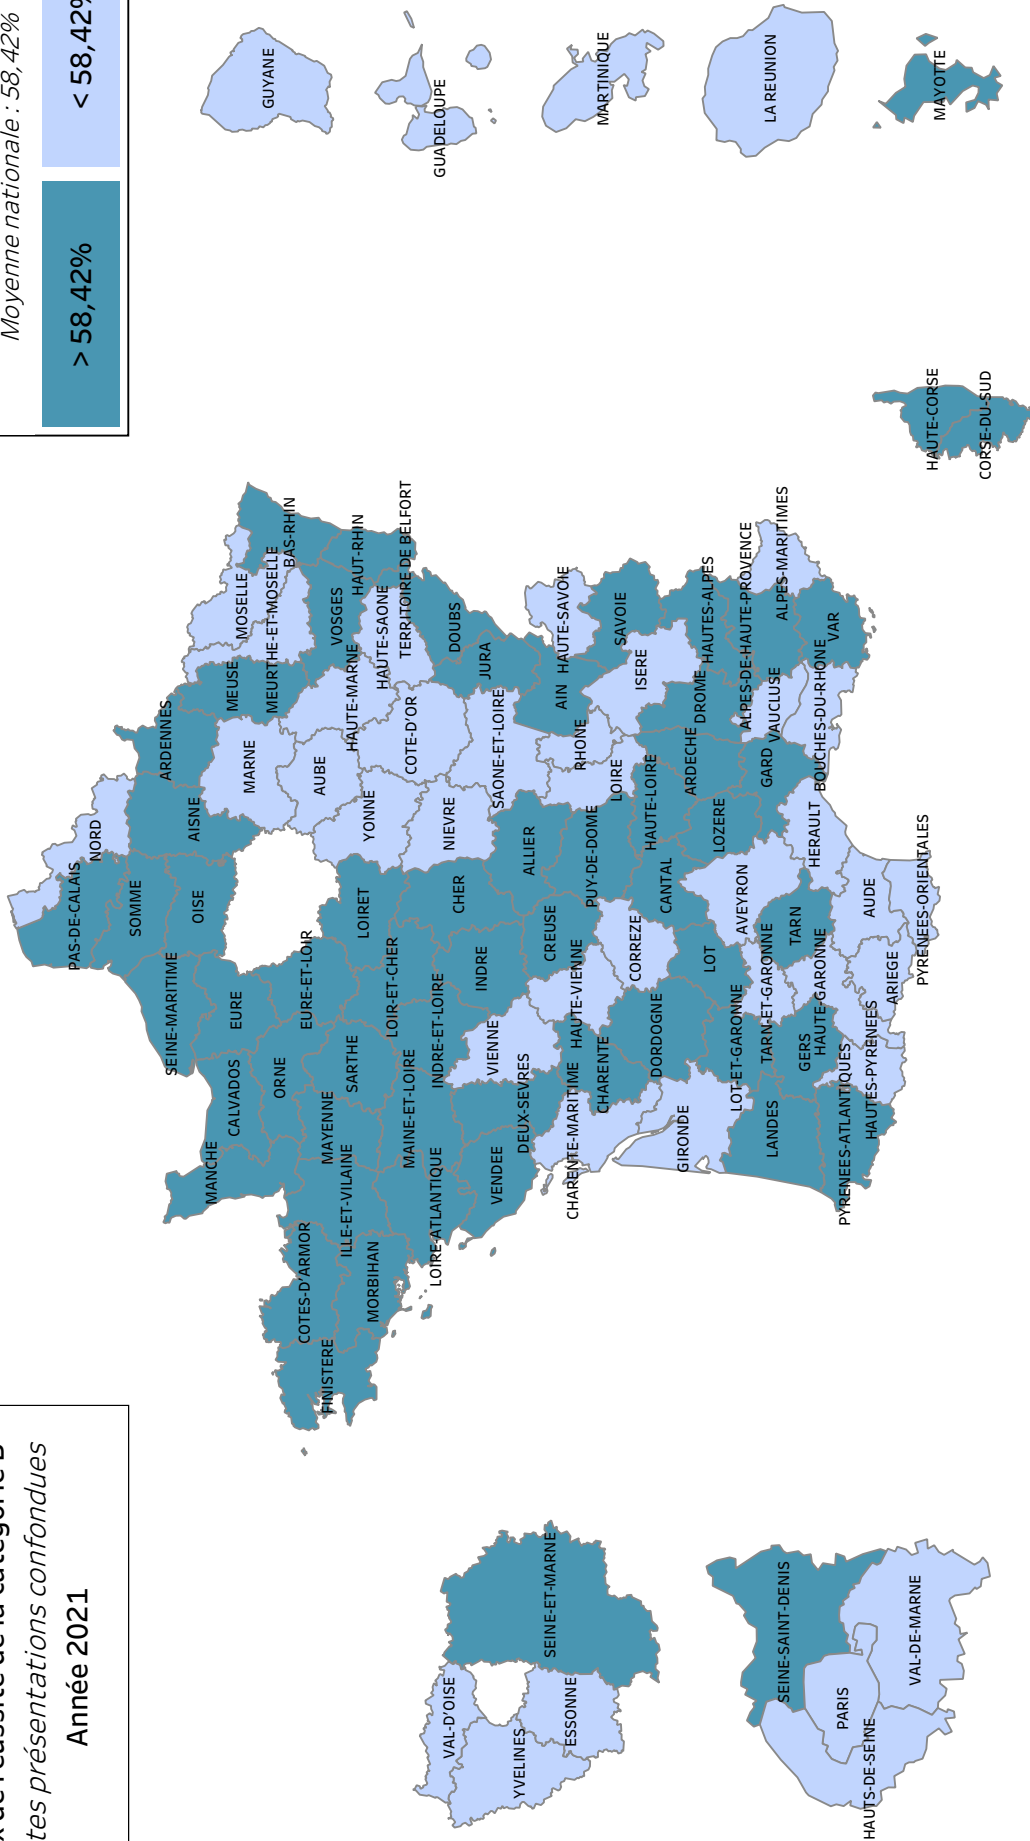 de la catégorie B
tes présentations confondues
Année 2021
Moyenne nationale : 58,42%
> 58,42%
< 58,42%
NORD
PAS-DE-CALAIS
SOMME
ARDENNES
AISNE
OISE
SEINE-MARITIME
MANCHE
CALVADOS
EURE
MEUSE
MOSELLE
MARNE
MEURTHE-ET-MOSELLE
BAS-RHIN
ORNE
EURE-ET-LOIR
AUBE
VOSGES
FINISTERE
COTES-D'ARMOR
MAYENNE
ILLE-ET-VILAINE
SARTHE
HAUTE-MARNE
HAUT-RHIN
MORBIHAN
LOIRET
YONNE
HAUTE-SAONE
LOIR-ET-CHER
MAINE-ET-LOIRE
COTE-D'OR
TERRITOIRE DE BELFORT
LOIRE-ATLANTIQUE
INDRE-ET-LOIRE
CHER
NIEVRE
DOUBS
INDRE
JURA
VENDEE
VIENNE
SAONE-ET-LOIRE
DEUX-SEVRES
ALLIER
CREUSE
AIN
HAUTE-SAVOIE
CHARENTE-MARITIME
HAUTE-VIENNE
RHONE
CHARENTE
PUY-DE-DOME
LOIRE
SAVOIE
CORREZE
ISERE
DORDOGNE
CANTAL
HAUTE-LOIRE
GIRONDE
LOT
ARDECHE
DROME
HAUTES-ALPES
LOT-ET-GARONNE
AVEYRON
LOZERE
ALPES-DE-HAUTE-PROVENCE
LANDES
TARN-ET-GARONNE
GARD
VAUCLUSE
ALPES-MARITIMES
GERS
TARN
HERAULT
BOUCHES-DU-RHONE
VAR
HAUTE-GARONNE
PYRENEES-ATLANTIQUES
HAUTES-PYRENEES
ARIEGE
AUDE
PYRENEES-ORIENTALES
HAUTE-CORSE
CORSE-DU-SUD
VAL-D'OISE
YVELINES
ESSONNE
SEINE-ET-MARNE
SEINE-SAINT-DENIS
PARIS
HAUTS-DE-SEINE
VAL-DE-MARNE
GUYANE
GUADELOUPE
MARTINIQUE
LA REUNION
MAYOTTE